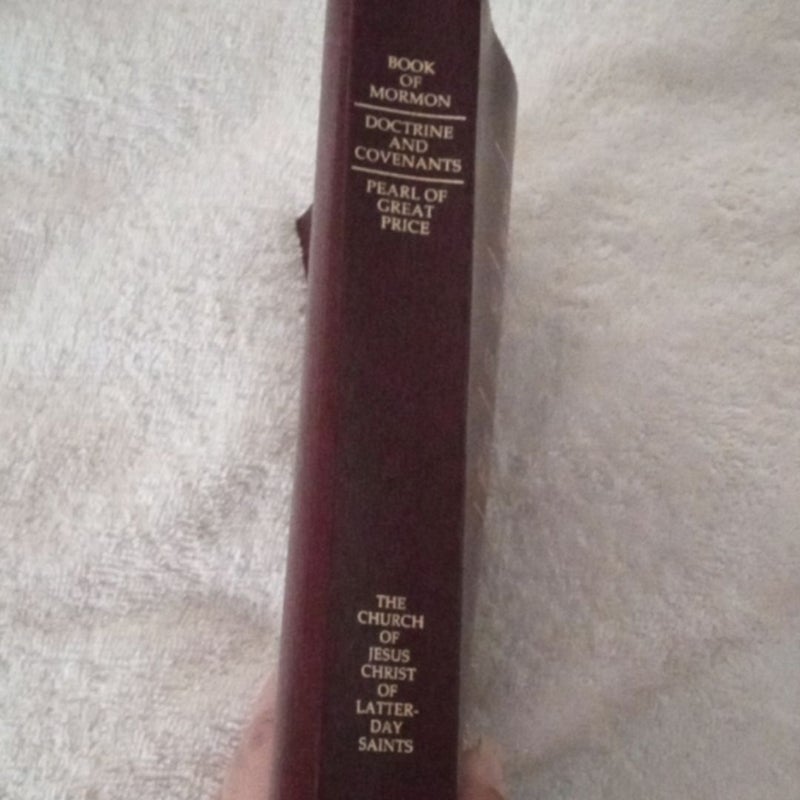 BOOK
OF
MORMON
DOCTRINE
AND
COVENANTS
PEARL OF
GREAT
PRICE
THE
CHURCH
OF
JESUS
CHRIST
OF
LATTER-
DAY
SAINTS